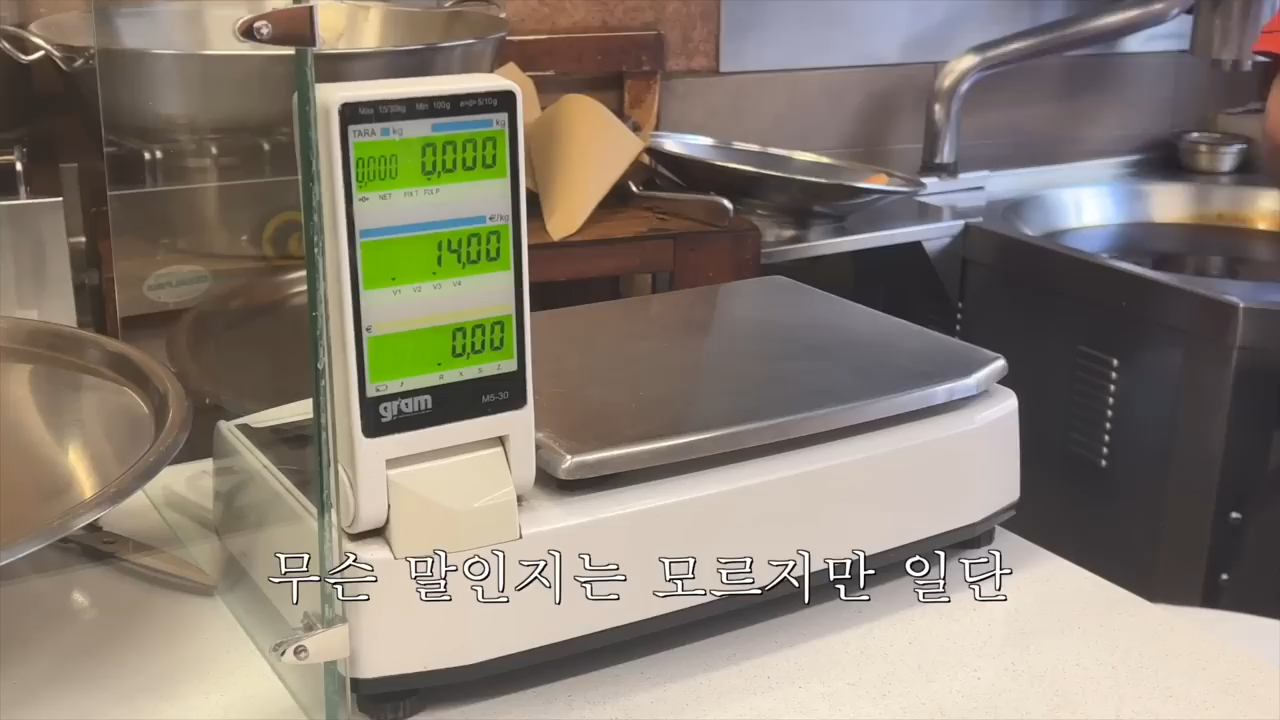 Max 15/30kg Min 100g e=d= 5/10g
TARA kg kg
0,000 0,000
→0← NET FIX T FIX P
€/kg
14,00
V1 V2 V3 V4
€
0,00
R X S Z
gram M5-30
무슨 말인지는 모르지만 일단